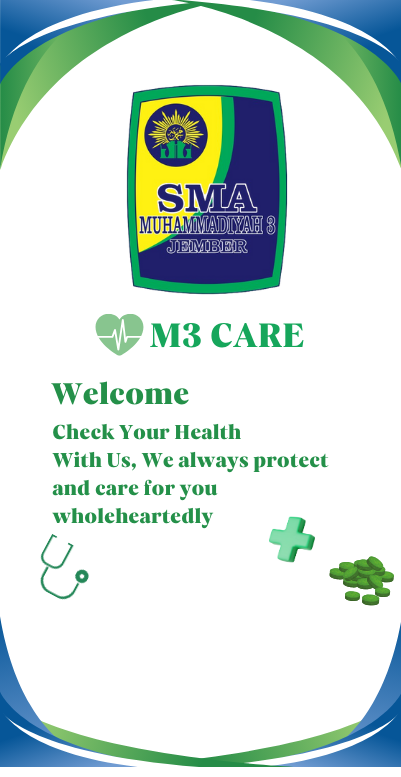 SMA
MUHAMMADIYAH 3
JEMBER
M3 CARE
Welcome
Check Your Health
With Us, We always protect
and care for you
wholeheartedly